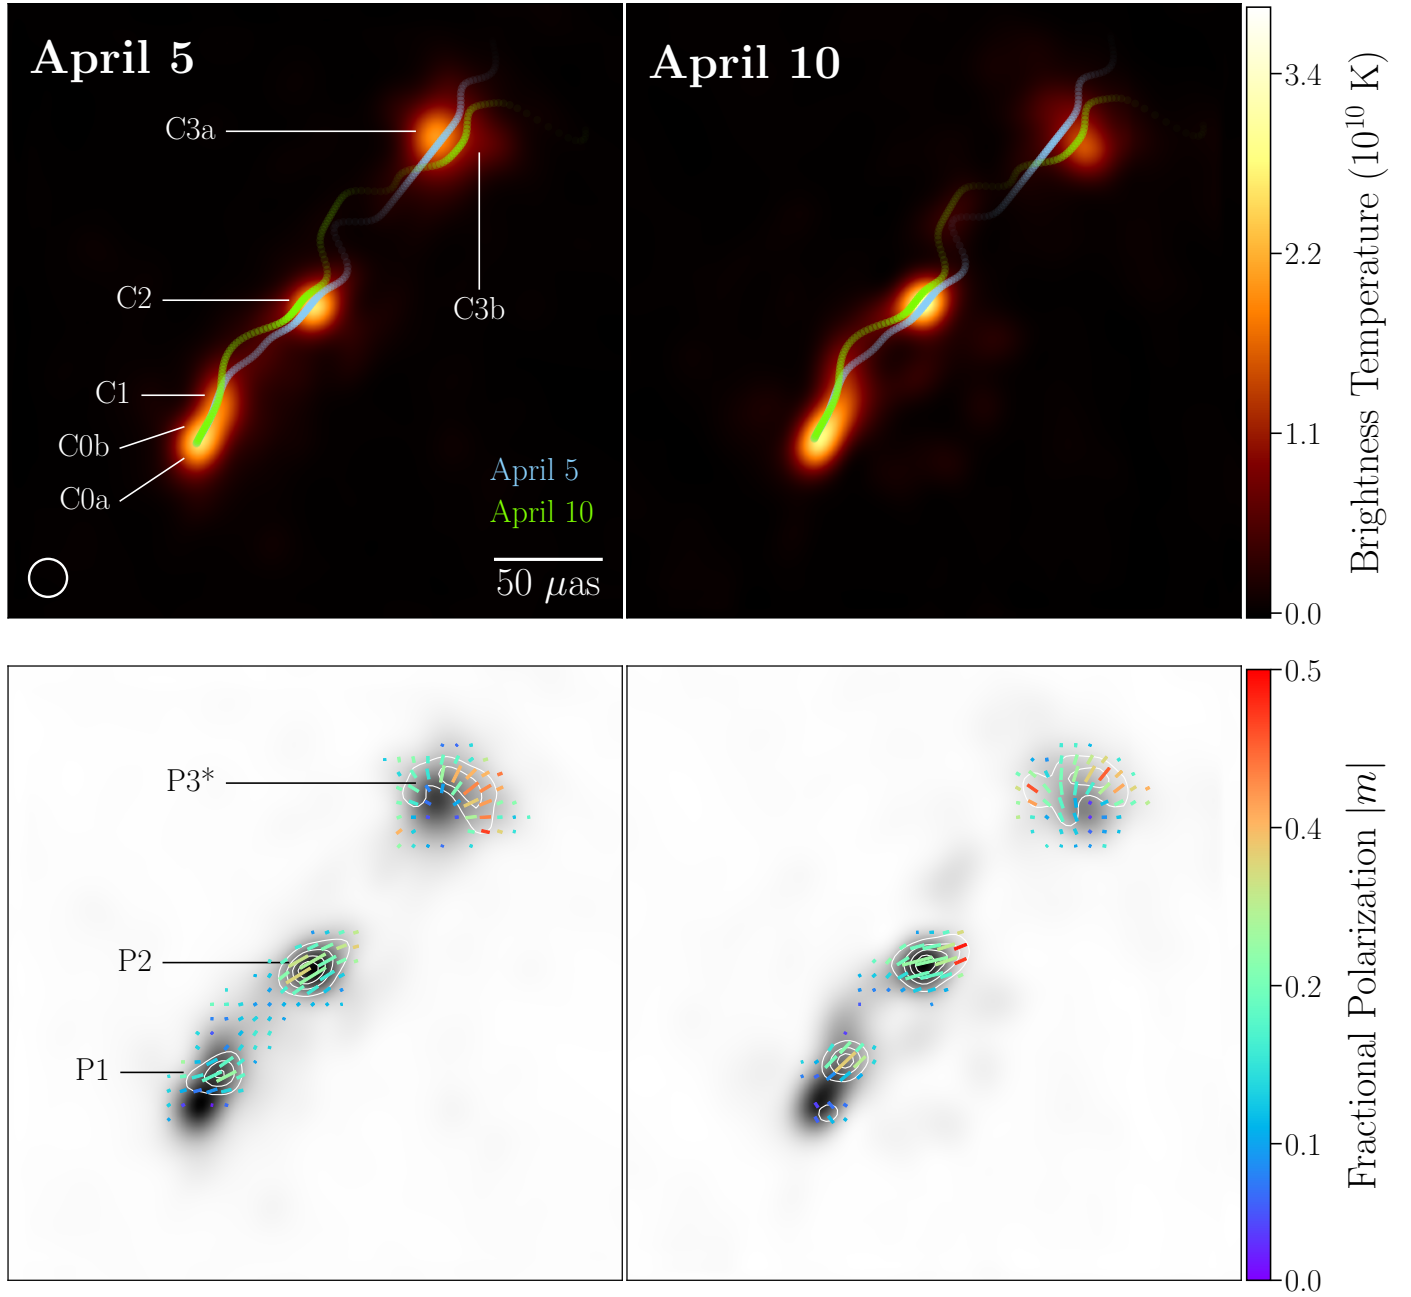 April 5
April 10
C3a
C3b
C2
C1
C0b
C0a
April 5
April 10
50 μas
3.4
2.2
1.1
0.0
Brightness Temperature (10¹⁰ K)
P3*
P2
P1
0.5
0.4
0.2
0.1
0.0
Fractional Polarization |m|